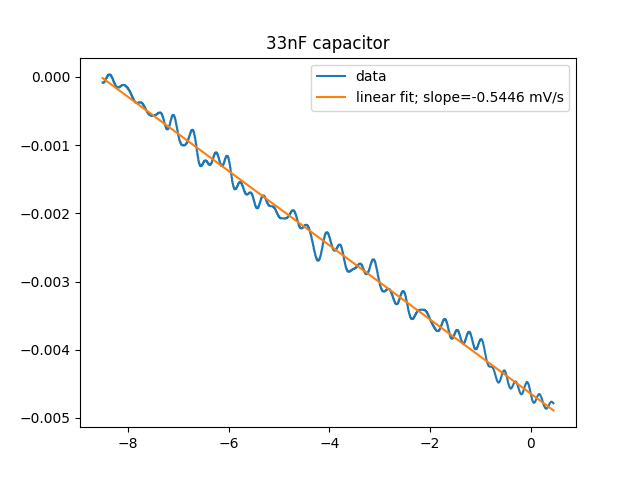 33nF capacitor
data
linear fit; slope=-0.5446 mV/s
0.000
−0.001
−0.002
−0.003
−0.004
−0.005
−8 −6 −4 −2 0